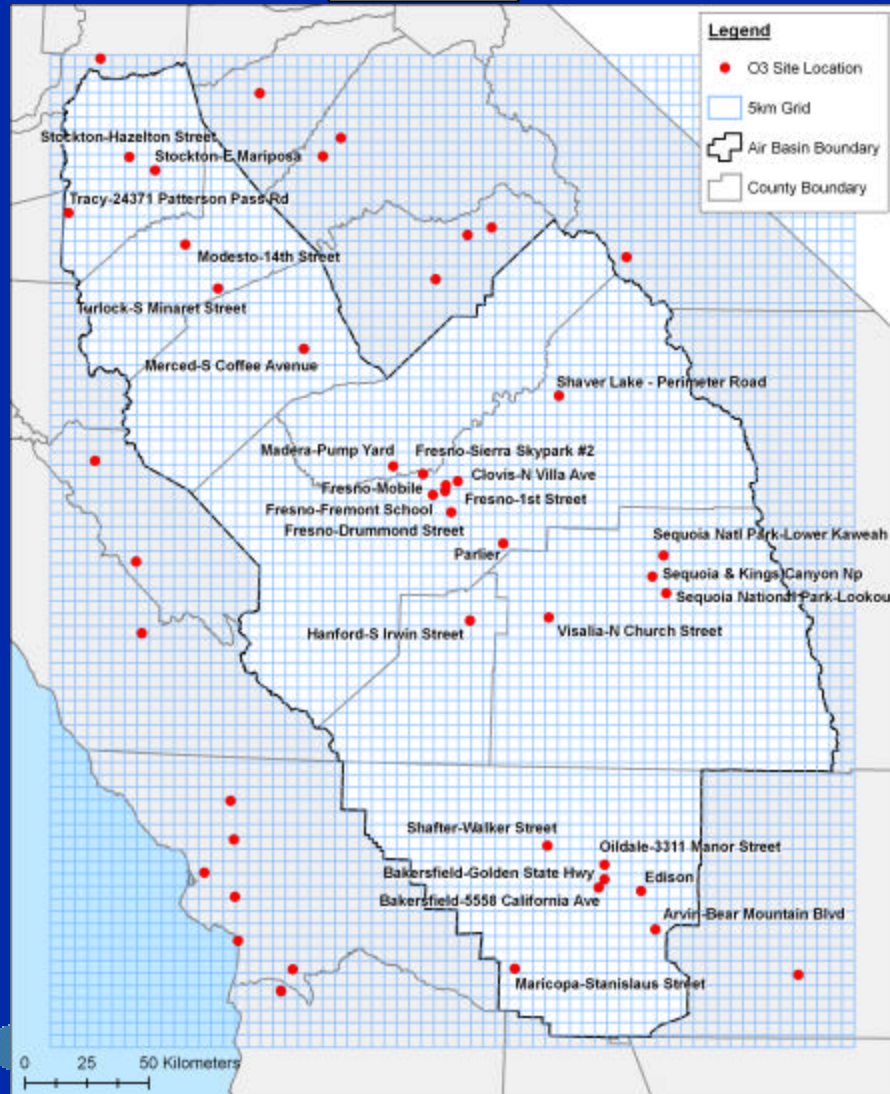 Legend
O3 Site Location
5km Grid
Air Basin Boundary
County Boundary
Stockton-Hazelton Street
Stockton-E Mariposa
Tracy-24371 Patterson Pass Rd
Modesto-14th Street
Turlock-S Minaret Street
Merced-S Coffee Avenue
Shaver Lake - Perimeter Road
Madera-Pump Yard
Fresno-Sierra Skypark #2
Clovis-N Villa Ave
Fresno-Mobile
Fresno-1st Street
Fresno-Fremont School
Fresno-Drummond Street
Parlier
Sequoia Natl Park-Lower Kaweah
Sequoia & Kings Canyon Np
Sequoia National Park-Lookou
Hanford-S Irwin Street
Visalia-N Church Street
Shafter-Walker Street
Oildale-3311 Manor Street
Bakersfield-Golden State Hwy
Edison
Bakersfield-5558 California Ave
Arvin-Bear Mountain Blvd
Maricopa-Stanislaus Street
0 25 50 Kilometers